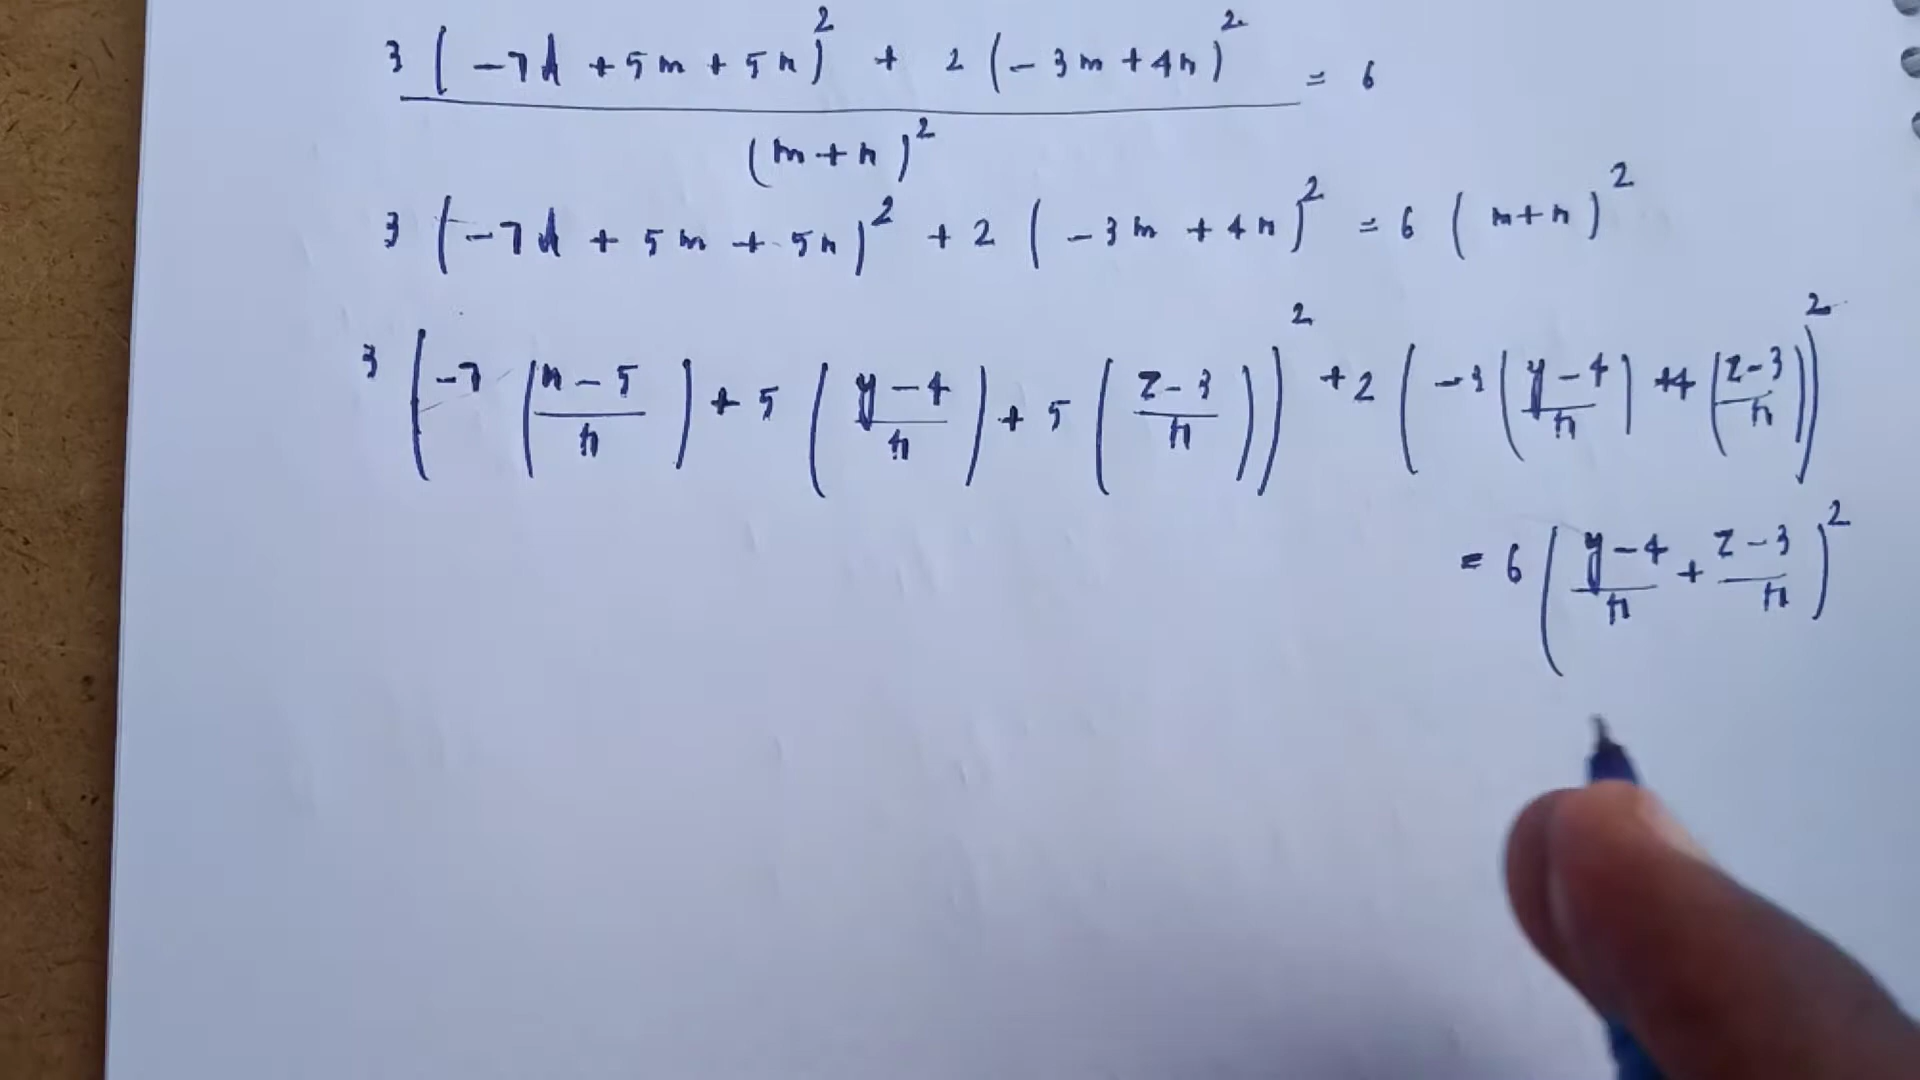 3 (-7l + 5m + 5n)² + 2 (-3m + 4n)² / (m+n)² = 6
3 (-7l + 5m + 5n)² + 2 (-3m + 4n)² = 6 (m+n)²
3 (-7 ((x-5)/n) + 5 ((y-4)/n) + 5 ((z-3)/n))² + 2 (-3 ((y-4)/n) + 4 ((z-3)/n))²
= 6 ((y-4)/n + (z-3)/n)²